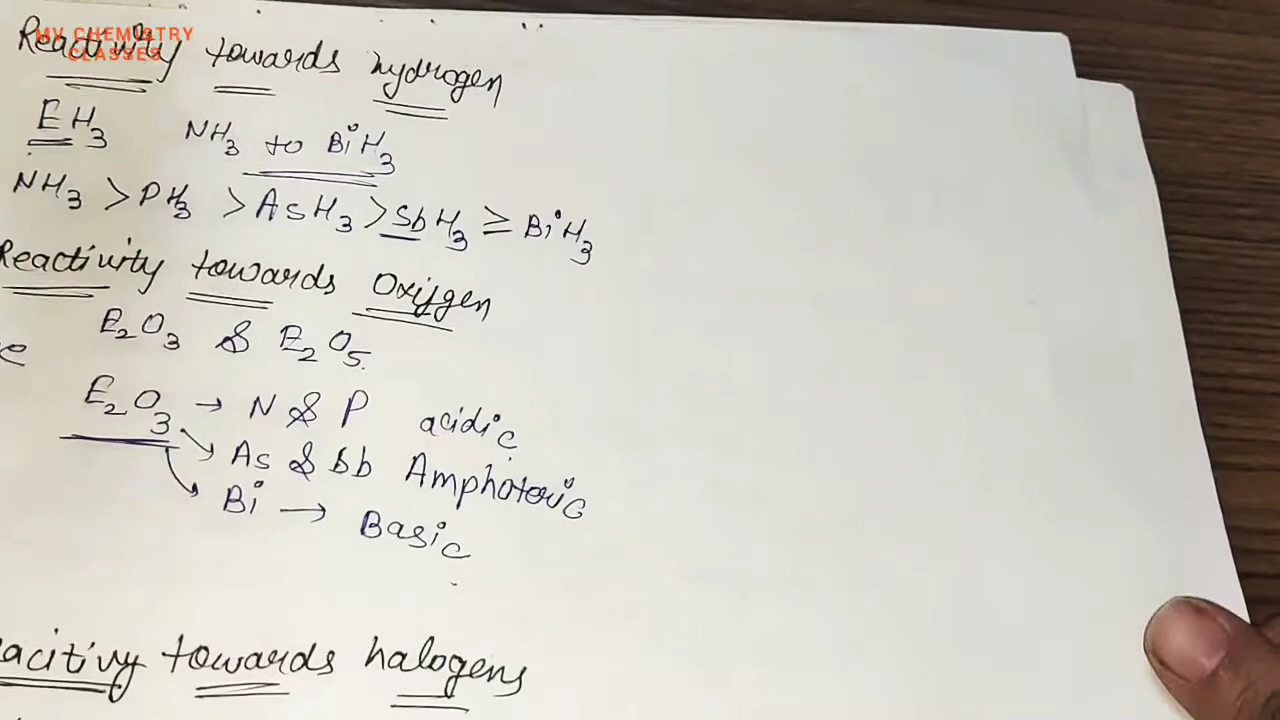 MY CHEMISTRY
CLASSES
Reactivity towards hydrogen
EH3 NH3 to BiH3
NH3 > PH3 > AsH3 > SbH3 ≥ BiH3
Reactivity towards Oxygen
E2O3 & E2O5.
E2O3 → N & P acidic
As & Sb Amphoteric
Bi → Basic
acitivy towards halogens